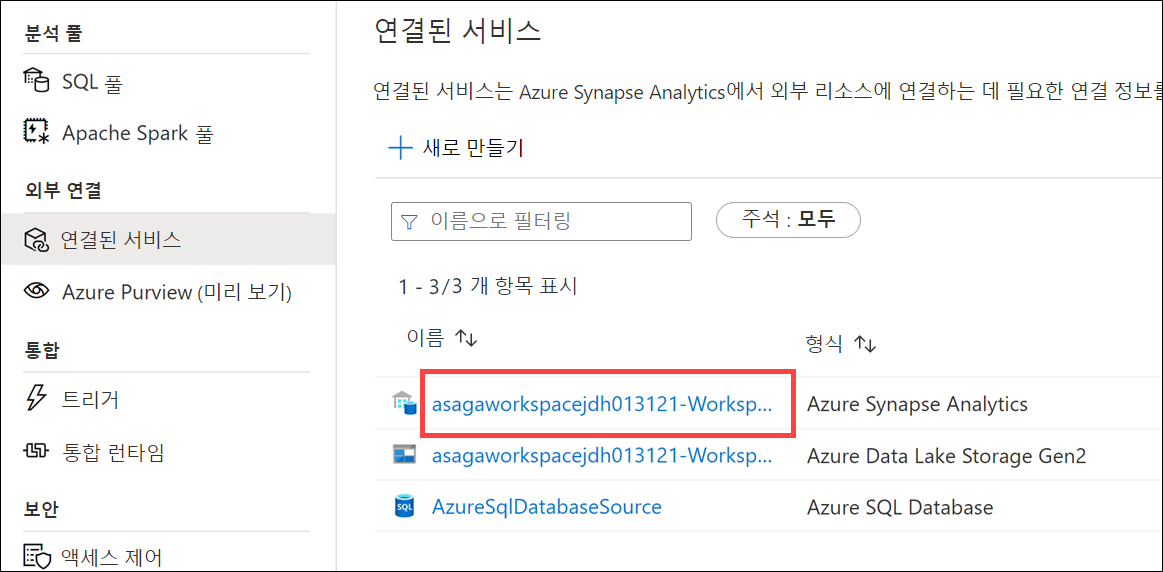 분석 풀
SQL 풀
Apache Spark 풀
외부 연결
연결된 서비스
Azure Purview (미리 보기)
통합
트리거
통합 런타임
보안
액세스 제어
연결된 서비스
연결된 서비스는 Azure Synapse Analytics에서 외부 리소스에 연결하는 데 필요한 연결 정보를
새로 만들기
이름으로 필터링
주석 : 모두
1 - 3/3 개 항목 표시
이름 형식
asagaworkspacejdh013121-Worksp... Azure Synapse Analytics
asagaworkspacejdh013121-Worksp... Azure Data Lake Storage Gen2
SQL AzureSqlDatabaseSource Azure SQL Database